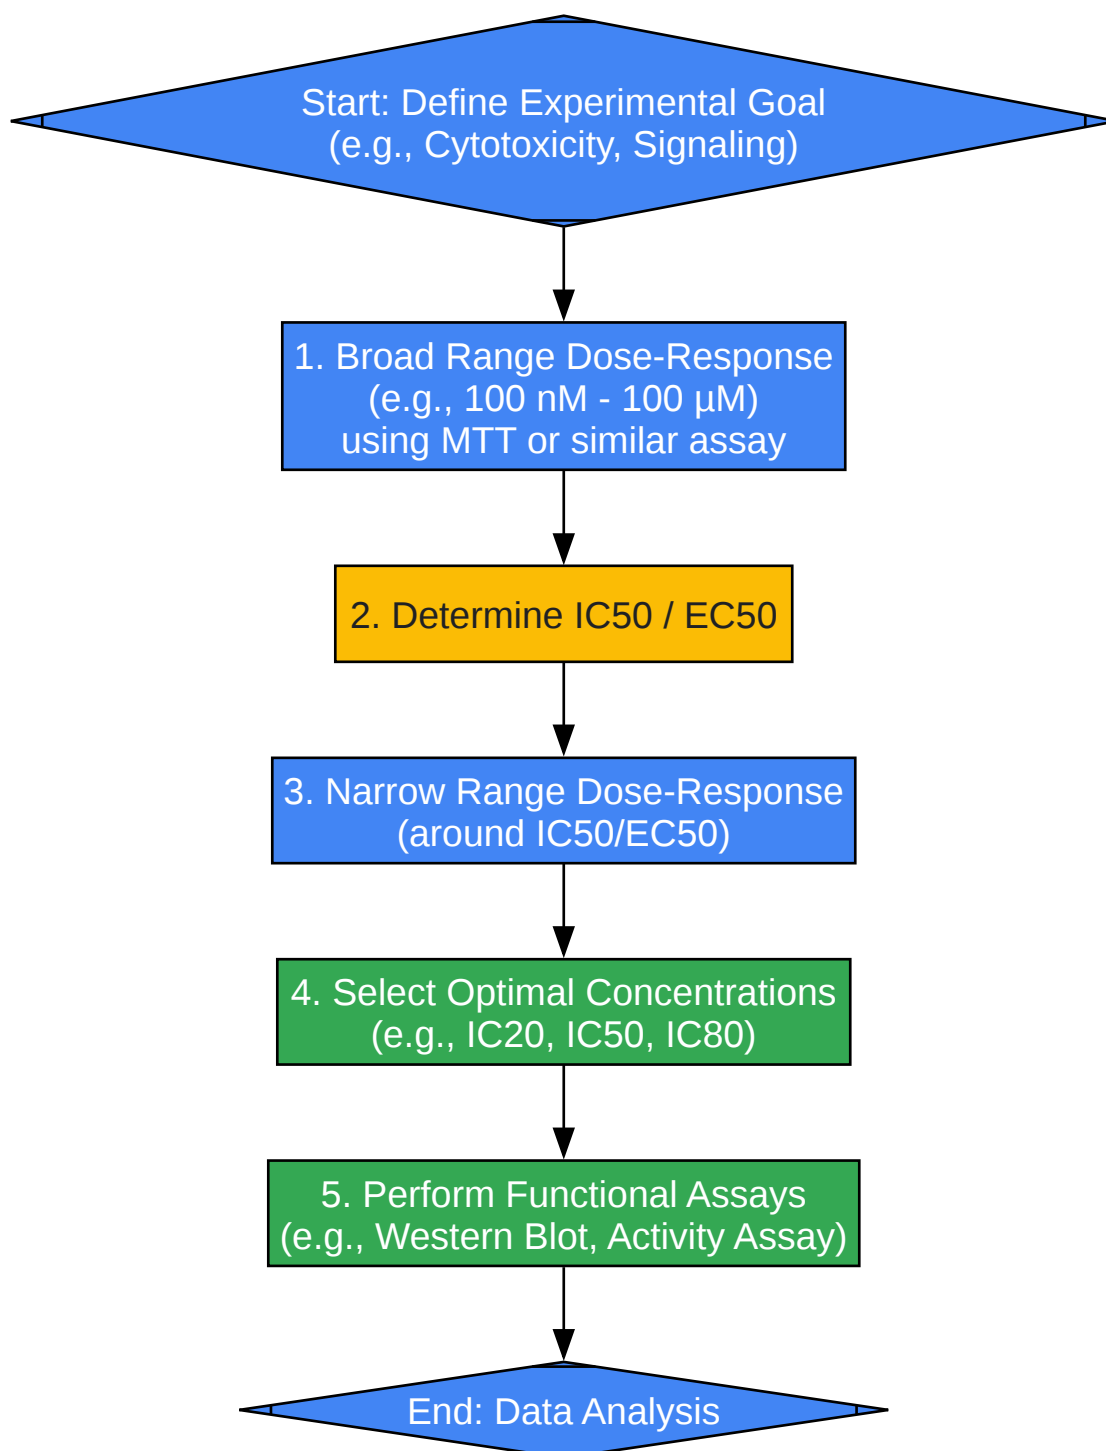 Start: Define Experimental Goal
(e.g., Cytotoxicity, Signaling)
1. Broad Range Dose-Response
(e.g., 100 nM - 100 µM)
using MTT or similar assay
2. Determine IC50 / EC50
3. Narrow Range Dose-Response
(around IC50/EC50)
4. Select Optimal Concentrations
(e.g., IC20, IC50, IC80)
5. Perform Functional Assays
(e.g., Western Blot, Activity Assay)
End: Data Analysis